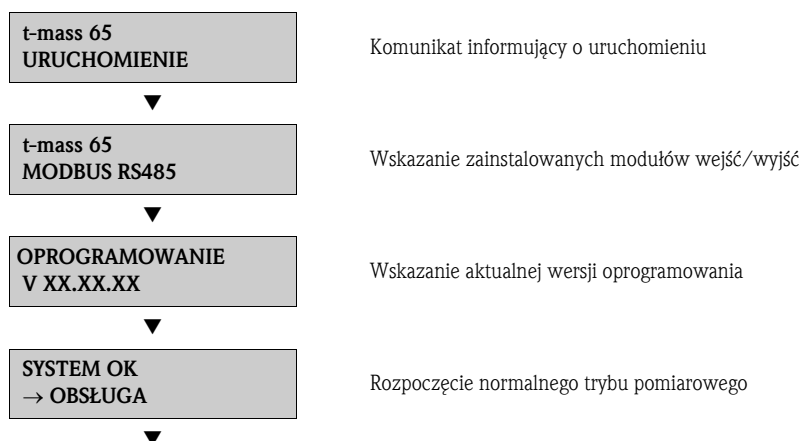 t-mass 65
URUCHOMIENIE
Komunikat informujący o uruchomieniu
▼
t-mass 65
MODBUS RS485
Wskazanie zainstalowanych modułów wejść/wyjść
▼
OPROGRAMOWANIE
V XX.XX.XX
Wskazanie aktualnej wersji oprogramowania
▼
SYSTEM OK
→ OBSŁUGA
Rozpoczęcie normalnego trybu pomiarowego
▼